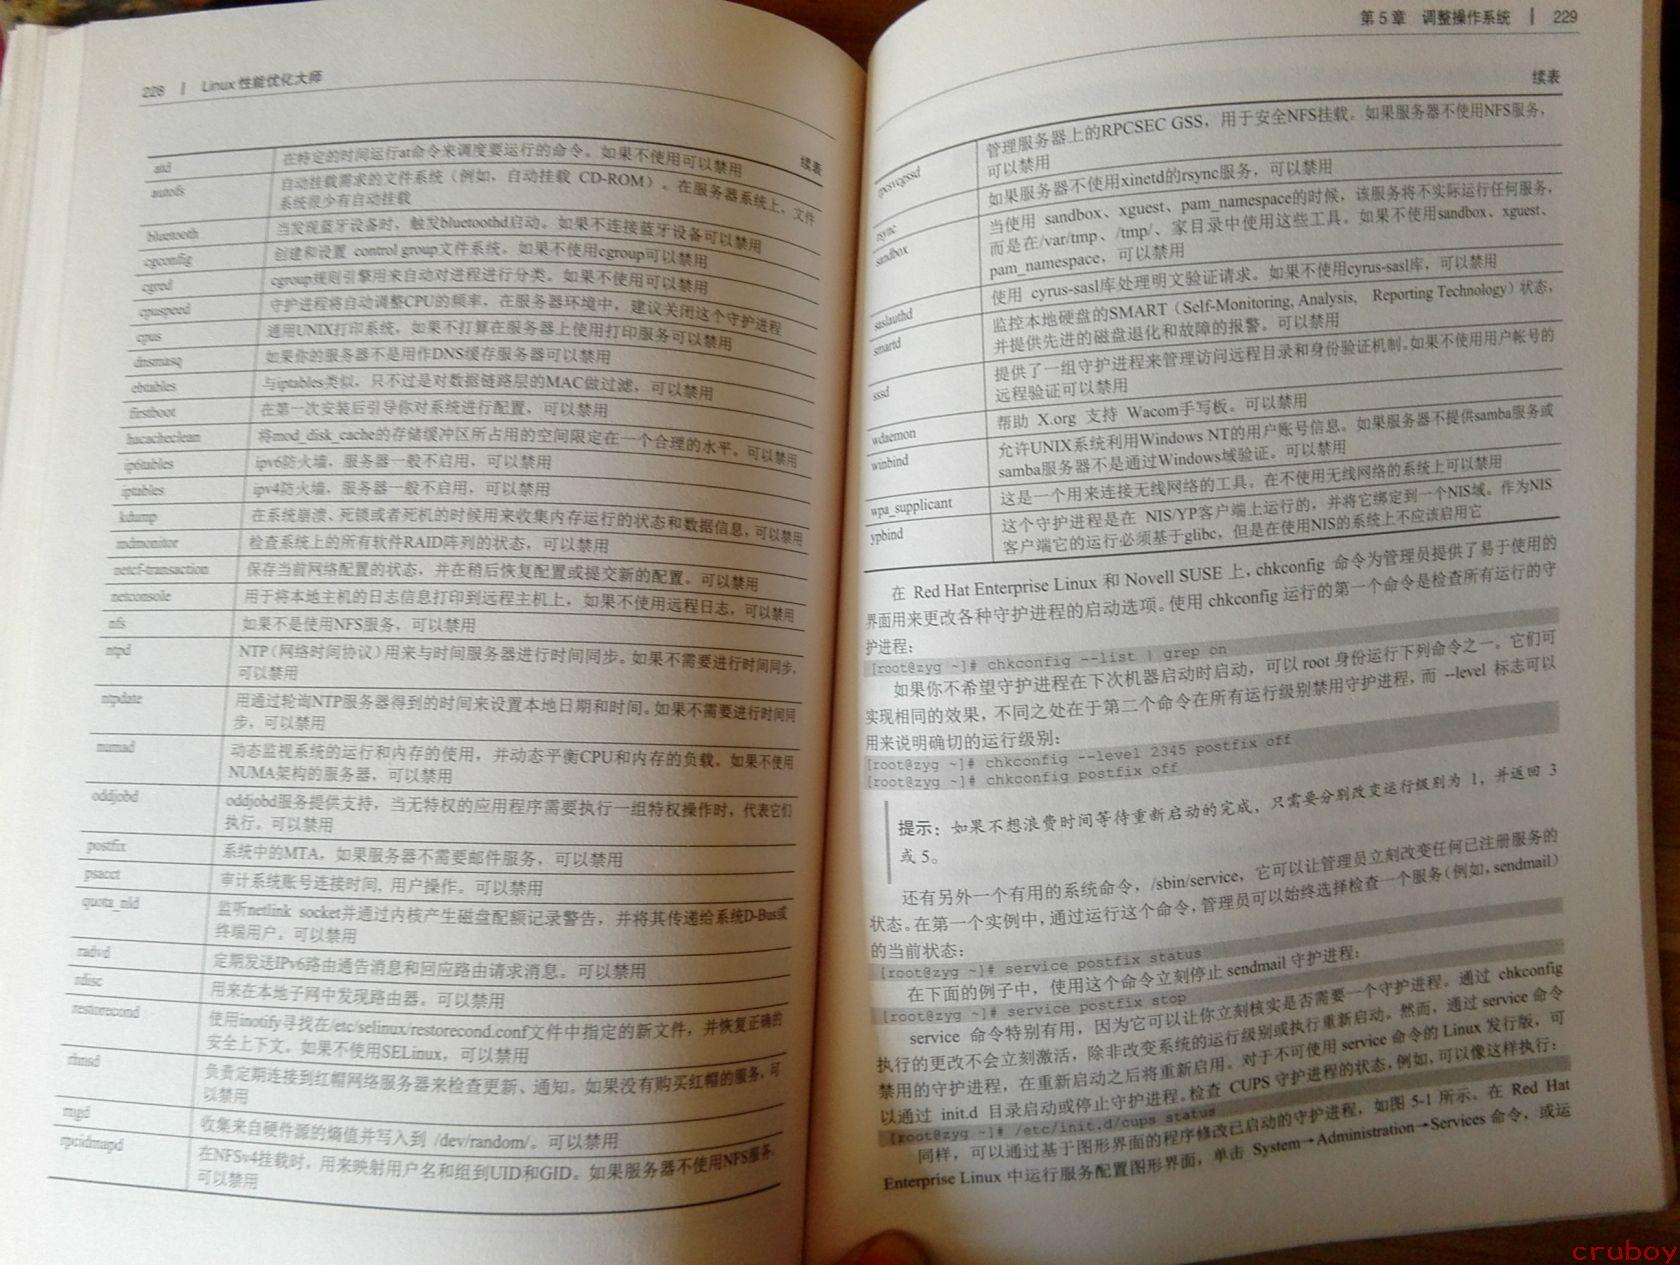 228 | Linux 性能优化大师
续表
atd 在特定的时间运行at命令来调度要运行的命令。如果不使用可以禁用
autofs 自动挂载需求的文件系统（例如，自动挂载 CD-ROM）。在服务器系统上，文件
系统很少有自动挂载
bluetooth 当发现蓝牙设备时，触发bluetoothd启动。如果不连接蓝牙设备可以禁用
cgconfig 创建和设置 control group文件系统。如果不使用cgroup可以禁用
cgred cgroup规则引擎用来自动对进程进行分类。如果不使用可以禁用
cpuspeed 守护进程将自动调整CPU的频率，在服务器环境中，建议关闭这个守护进程
cpus 通用UNIX打印系统，如果不打算在服务器上使用打印服务可以禁用
dnsmasq 如果你的服务器不是用作DNS缓存服务器可以禁用
ebtables 与iptables类似，只不过是对数据链路层的MAC做过滤，可以禁用
firstboot 在第一次安装后引导你对系统进行配置，可以禁用
hacacheclean 将mod_disk_cache的存储缓冲区所占用的空间限定在一个合理的水平。可以禁用
ip6tables ipv6防火墙，服务器一般不启用，可以禁用
iptables ipv4防火墙，服务器一般不启用，可以禁用
kdump 在系统崩溃、死锁或者死机的时候用来收集内存运行的状态和数据信息，可以禁用
mdmonitor 检查系统上的所有软件RAID阵列的状态，可以禁用
netcf-transaction 保存当前网络配置的状态，并在稍后恢复配置或提交新的配置。可以禁用
netconsole 用于将本地主机的日志信息打印到远程主机上，如果不使用远程日志，可以禁用
nfs 如果不是使用NFS服务，可以禁用
ntpd NTP（网络时间协议）用来与时间服务器进行时间同步。如果不需要进行时间同步，
可以禁用
ntpdate 用通过轮询NTP服务器得到的时间来设置本地日期和时间。如果不需要进行时间同
步，可以禁用
numad 动态监视系统的运行和内存的使用，并动态平衡CPU和内存的负载。如果不使用
NUMA架构的服务器，可以禁用
oddjobd oddjobd服务提供支持，当无特权的应用程序需要执行一组特权操作时，代表它们
执行。可以禁用
postfix 系统中的MTA，如果服务器不需要邮件服务，可以禁用
psacct 审计系统账号连接时间，用户操作。可以禁用
quota_nld 监听netlink socket并通过内核产生磁盘配额记录警告，并将其传递给系统D-Bus或
终端用户。可以禁用
radvd 定期发送IPv6路由通告消息和回应路由请求消息。可以禁用
rdisc 用来在本地子网中发现路由器。可以禁用
restorecond 使用inotify寻找在/etc/selinux/restorecond.conf文件中指定的新文件，并恢复正确的
安全上下文。如果不使用SELinux，可以禁用
rhnsd 负责定期连接到红帽网络服务器来检查更新、通知。如果没有购买红帽的服务，可
以禁用
rngd 收集来自硬件源的熵值并写入到 /dev/random/。可以禁用
rpcidmapd 在NFSv4挂载时，用来映射用户名和组到UID和GID。如果服务器不使用NFS服务，
可以禁用
第 5 章 调整操作系统 | 229
续表
rpcsvcgssd 管理服务器上的RPCSEC GSS，用于安全NFS挂载。如果服务器不使用NFS服务，
可以禁用
rsync 如果服务器不使用xinetd的rsync服务，可以禁用
sandbox 当使用 sandbox、xguest、pam_namespace的时候，该服务将不实际运行任何服务，
而是在/var/tmp、/tmp/、家目录中使用这些工具。如果不使用sandbox、xguest、
pam_namespace，可以禁用
saslauthd 使用 cyrus-sasl库处理明文验证请求。如果不使用cyrus-sasl库，可以禁用
smartd 监控本地硬盘的SMART（Self-Monitoring, Analysis, Reporting Technology）状态，
并提供先进的磁盘退化和故障的报警。可以禁用
sssd 提供了一组守护进程来管理访问远程目录和身份验证机制。如果不使用用户帐号的
远程验证可以禁用
wdaemon 帮助 X.org 支持 Wacom手写板。可以禁用
winbind 允许UNIX系统利用Windows NT的用户账号信息。如果服务器不提供samba服务或
samba服务器不是通过Windows域验证。可以禁用
wpa_supplicant 这是一个用来连接无线网络的工具。在不使用无线网络的系统上可以禁用
ypbind 这个守护进程是在 NIS/YP客户端上运行的，并将它绑定到一个NIS域。作为NIS
客户端它的运行必须基于glibc，但是在使用NIS的系统上不应该启用它
在 Red Hat Enterprise Linux 和 Novell SUSE 上，chkconfig 命令为管理员提供了易于使用的
界面用来更改各种守护进程的启动选项。使用 chkconfig 运行的第一个命令是检查所有运行的守
护进程：
[root@zyg ~]# chkconfig --list | grep on
如果你不希望守护进程在下次机器启动时启动，可以 root 身份运行下列命令之一。它们可
实现相同的效果，不同之处在于第二个命令在所有运行级别禁用守护进程，而 --level 标志可以
用来说明确切的运行级别：
[root@zyg ~]# chkconfig --level 2345 postfix off
[root@zyg ~]# chkconfig postfix off
提示：如果不想浪费时间等待重新启动的完成，只需要分别改变运行级别为 1，并返回 3
或 5。
还有另外一个有用的系统命令，/sbin/service，它可以让管理员立刻改变任何已注册服务的
状态。在第一个实例中，通过运行这个命令，管理员可以始终选择检查一个服务（例如，sendmail）
的当前状态：
[root@zyg ~]# service postfix status
在下面的例子中，使用这个命令立刻停止 sendmail 守护进程：
[root@zyg ~]# service postfix stop
service 命令特别有用，因为它可以让你立刻核实是否需要一个守护进程。通过 chkconfig
执行的更改不会立刻激活，除非改变系统的运行级别或执行重新启动。然而，通过 service 命令
禁用的守护进程，在重新启动之后将重新启用。对于不可使用 service 命令的 Linux 发行版，可
以通过 init.d 目录启动或停止守护进程。检查 CUPS 守护进程的状态，例如，可以像这样执行：
[root@zyg ~]# /etc/init.d/cups status
同样，可以通过基于图形界面的程序修改已启动的守护进程，如图 5-1 所示。在 Red Hat
Enterprise Linux 中运行服务配置图形界面，单击 System→Administration→Services 命令，或运
cruboy